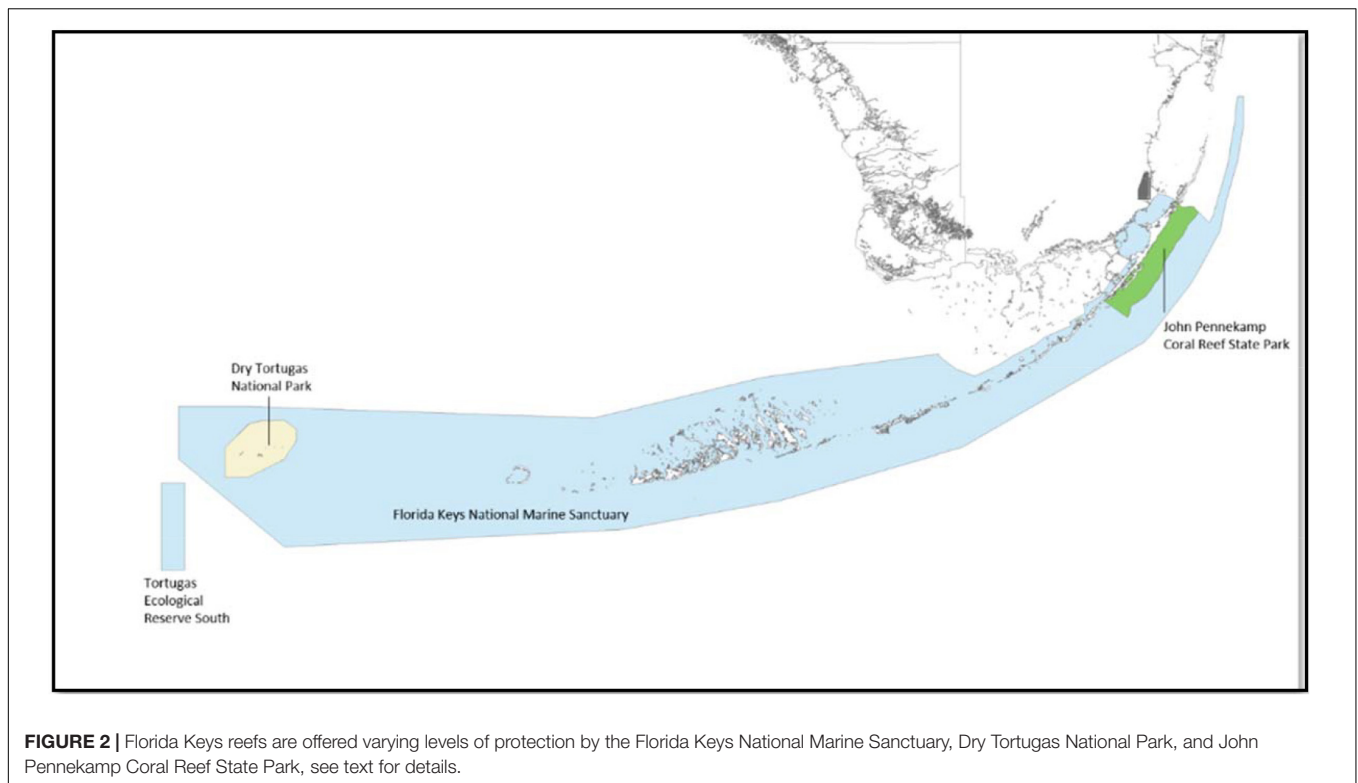 Dry Tortugas
National Park
John Pennekamp
Coral Reef State Park
Florida Keys National Marine Sanctuary
Tortugas
Ecological
Reserve South
FIGURE 2 | Florida Keys reefs are offered varying levels of protection by the Florida Keys National Marine Sanctuary, Dry Tortugas National Park, and John
Pennekamp Coral Reef State Park, see text for details.